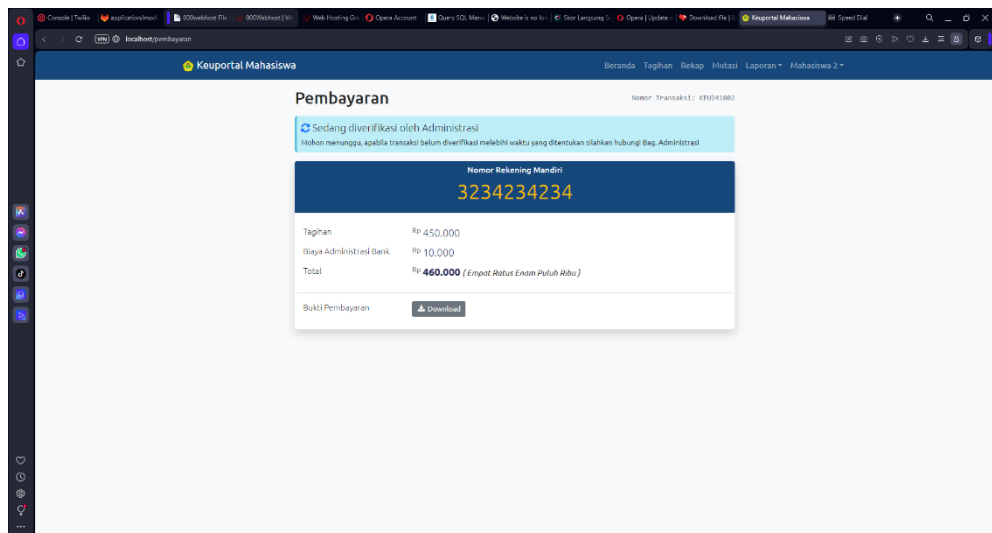 Console | Twilio
application/mod
000webhost File
000Webhost | W
Web Hosting Gr
Opera Account
Query SQL Men
Website is no lo
Skor Langsung S
Opera | Update
Download File |
Keuportal Mahasiswa
Speed Dial
VPN localhost/pembayaran
Keuportal Mahasiswa
Beranda Tagihan Rekap Mutasi Laporan Mahasiswa 2
Pembayaran
Nomor Transaksi: KEU241002
Sedang diverifikasi oleh Administrasi
Mohon menunggu, apabila transaksi belum diverifikasi melebihi waktu yang ditentukan silahkan hubungi Bag. Administrasi
Nomor Rekening Mandiri
3234234234
Tagihan Rp 450.000
Biaya Administrasi Bank Rp 10.000
Total Rp 460.000 ( Empat Ratus Enam Puluh Ribu )
Bukti Pembayaran Download